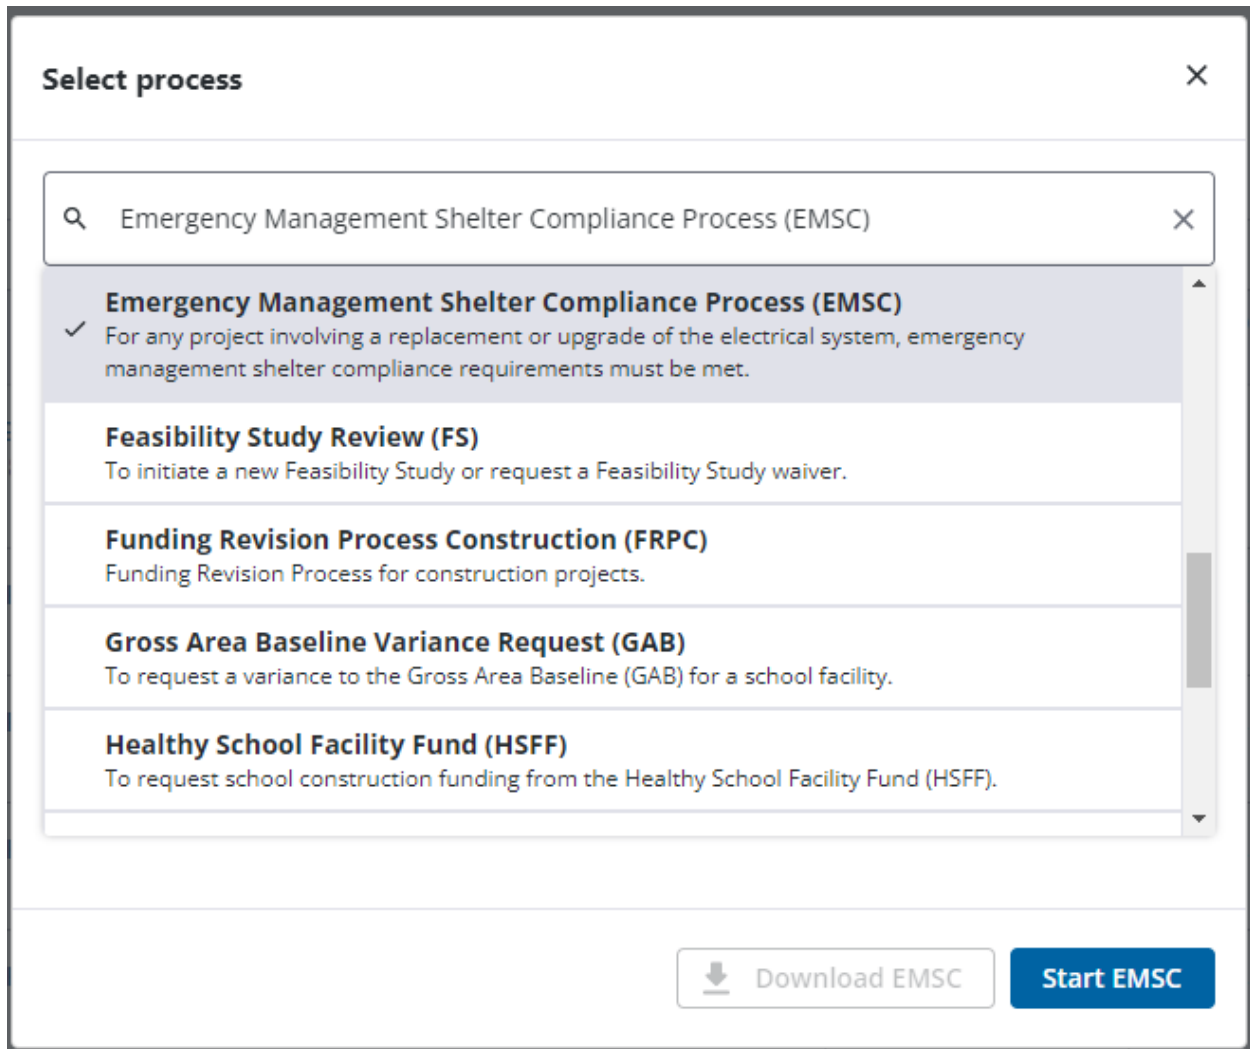 Select process
Emergency Management Shelter Compliance Process (EMSC)
Emergency Management Shelter Compliance Process (EMSC)
For any project involving a replacement or upgrade of the electrical system, emergency
management shelter compliance requirements must be met.
Feasibility Study Review (FS)
To initiate a new Feasibility Study or request a Feasibility Study waiver.
Funding Revision Process Construction (FRPC)
Funding Revision Process for construction projects.
Gross Area Baseline Variance Request (GAB)
To request a variance to the Gross Area Baseline (GAB) for a school facility.
Healthy School Facility Fund (HSFF)
To request school construction funding from the Healthy School Facility Fund (HSFF).
Download EMSC
Start EMSC